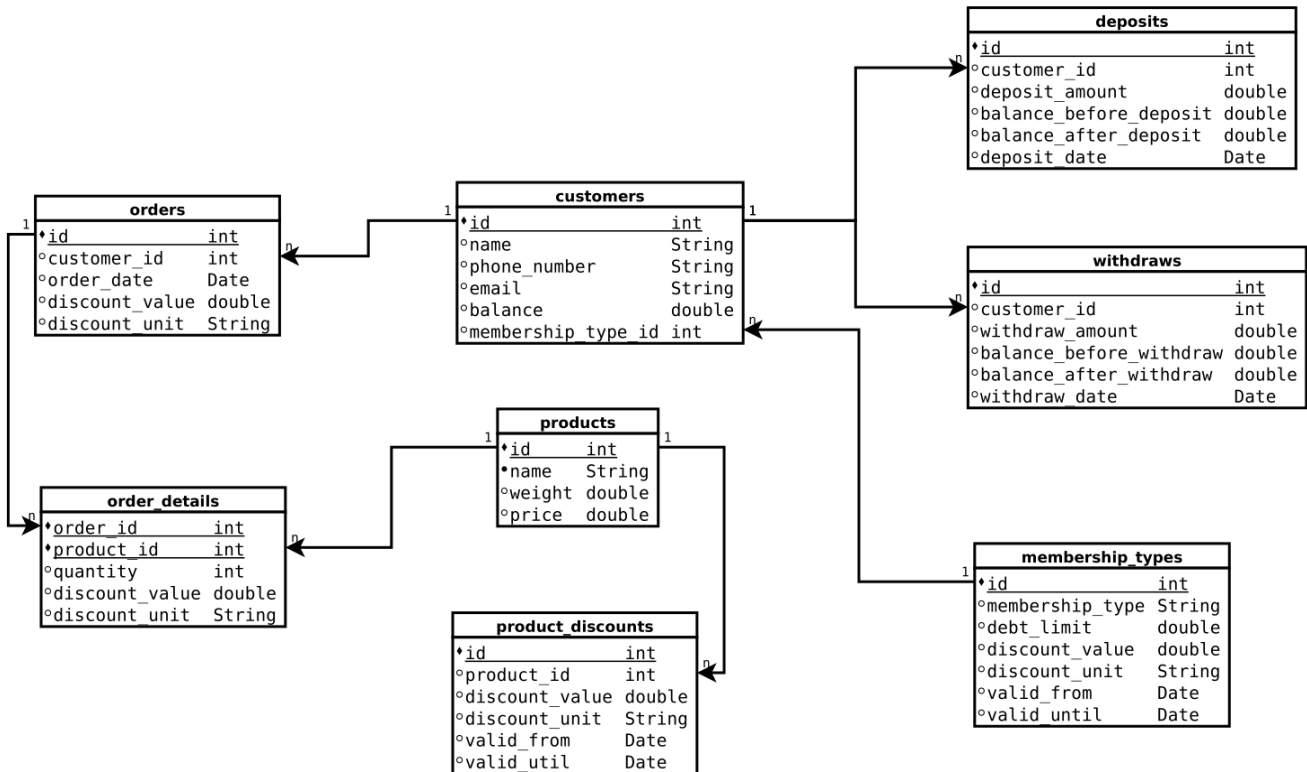 deposits
id int
customer_id int
deposit_amount double
balance_before_deposit double
balance_after_deposit double
deposit_date Date
n
customers
id int
name String
phone_number String
email String
balance double
membership_type_id int
1
1
n
orders
id int
customer_id int
order_date Date
discount_value double
discount_unit String
1
n
withdraws
id int
customer_id int
withdraw_amount double
balance_before_withdraw double
balance_after_withdraw double
withdraw_date Date
n
products
id int
name String
weight double
price double
1
1
order_details
order_id int
product_id int
quantity int
discount_value double
discount_unit String
n
n
membership_types
id int
membership_type String
debt_limit double
discount_value double
discount_unit String
valid_from Date
valid_until Date
1
product_discounts
id int
product_id int
discount_value double
discount_unit String
valid_from Date
valid_util Date
n